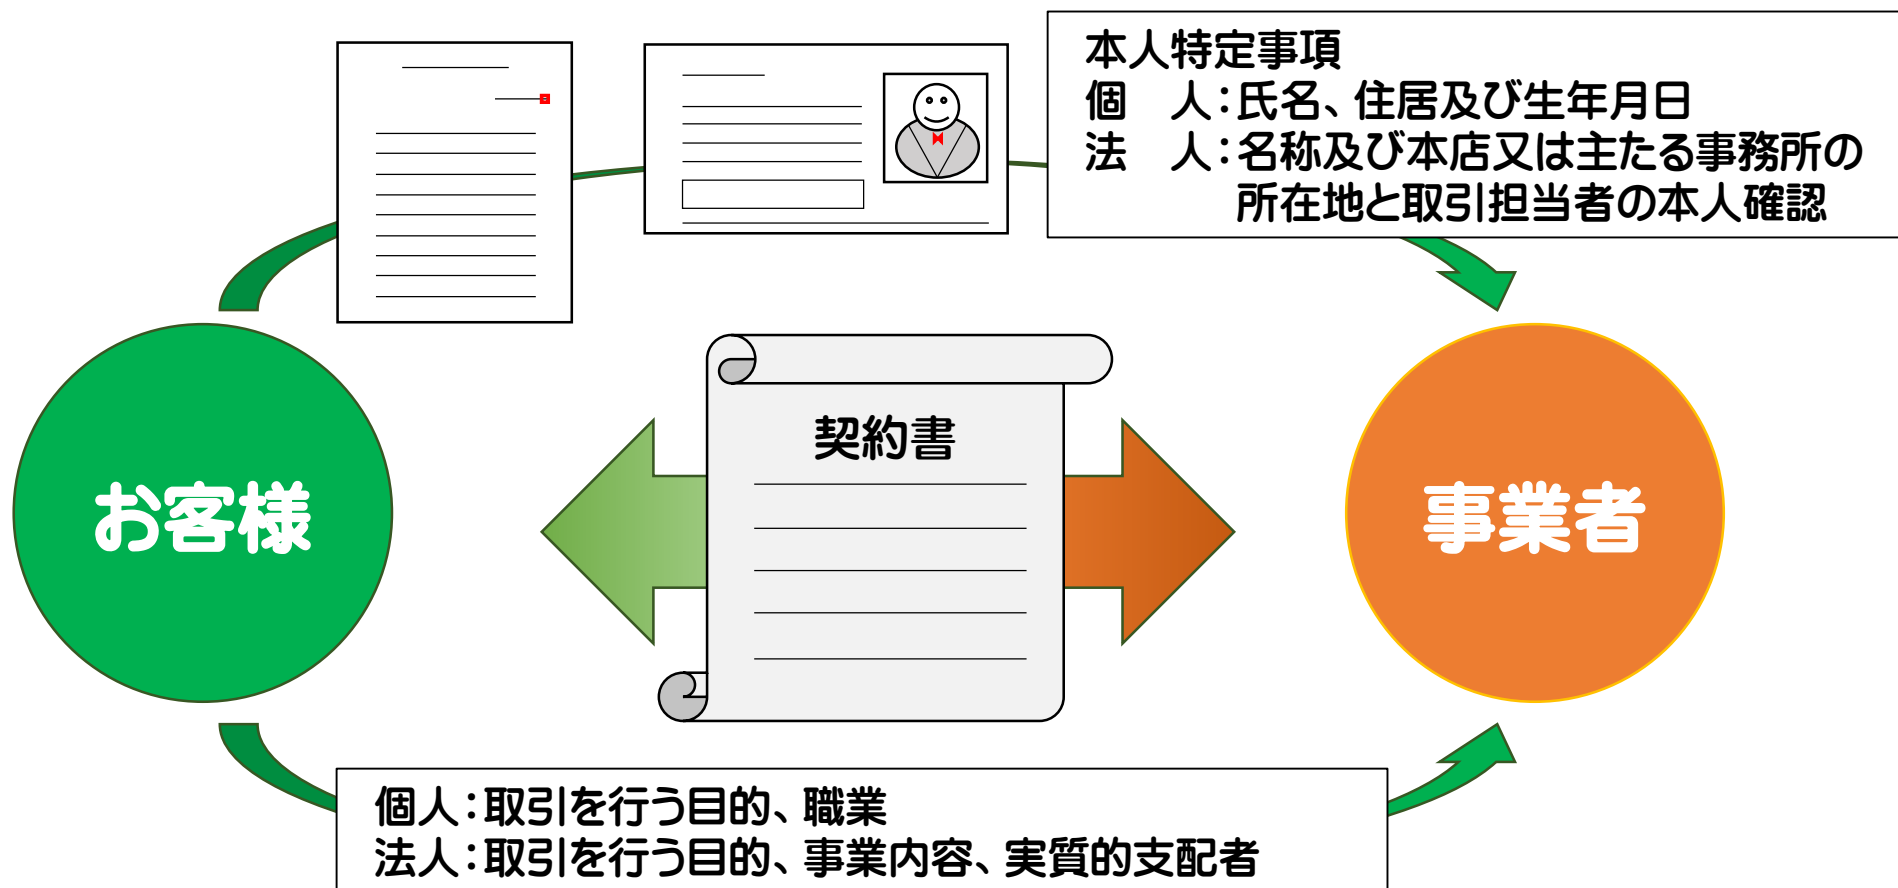 本人特定事項
個　人：氏名、住居及び生年月日
法　人：名称及び本店又は主たる事務所の
所在地と取引担当者の本人確認
契約書
お客様
事業者
個人：取引を行う目的、職業
法人：取引を行う目的、事業内容、実質的支配者